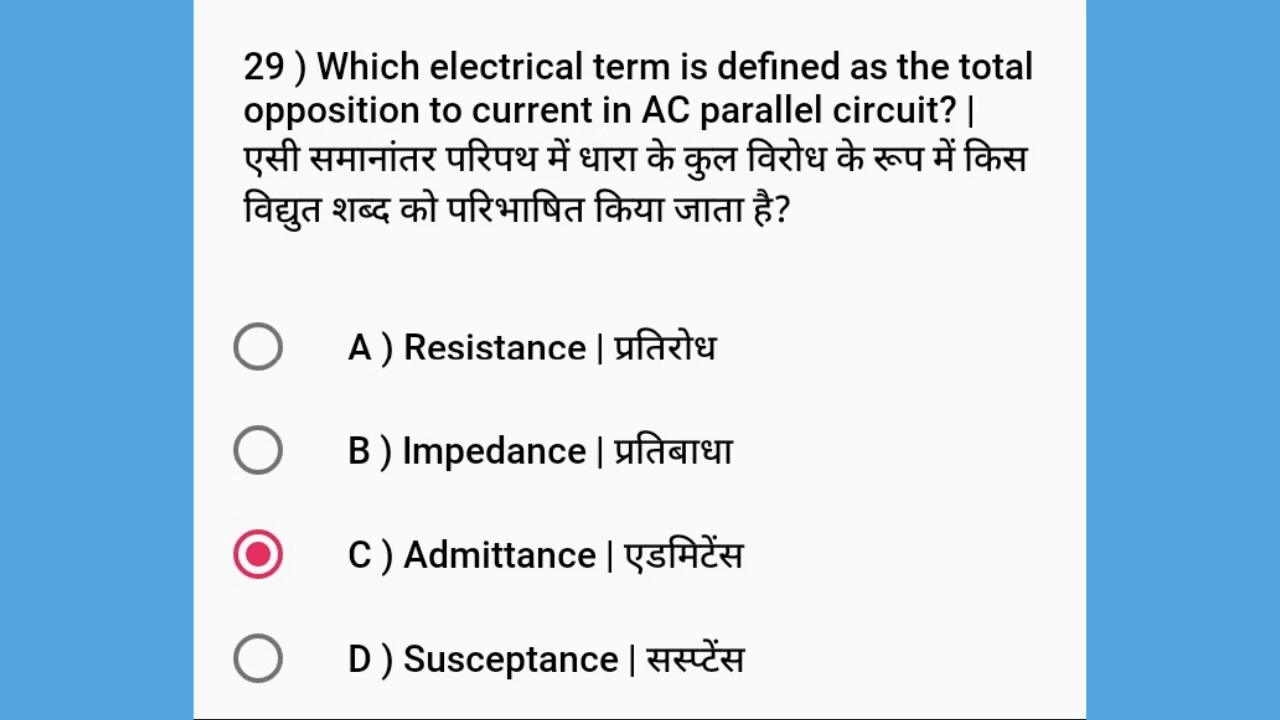 29 ) Which electrical term is defined as the total
opposition to current in AC parallel circuit? |
एसी समानांतर परिपथ में धारा के कुल विरोध के रूप में किस
विद्युत शब्द को परिभाषित किया जाता है?
A ) Resistance | प्रतिरोध
B ) Impedance | प्रतिबाधा
C ) Admittance | एडमिटेंस
D ) Susceptance | सस्प्टेंस